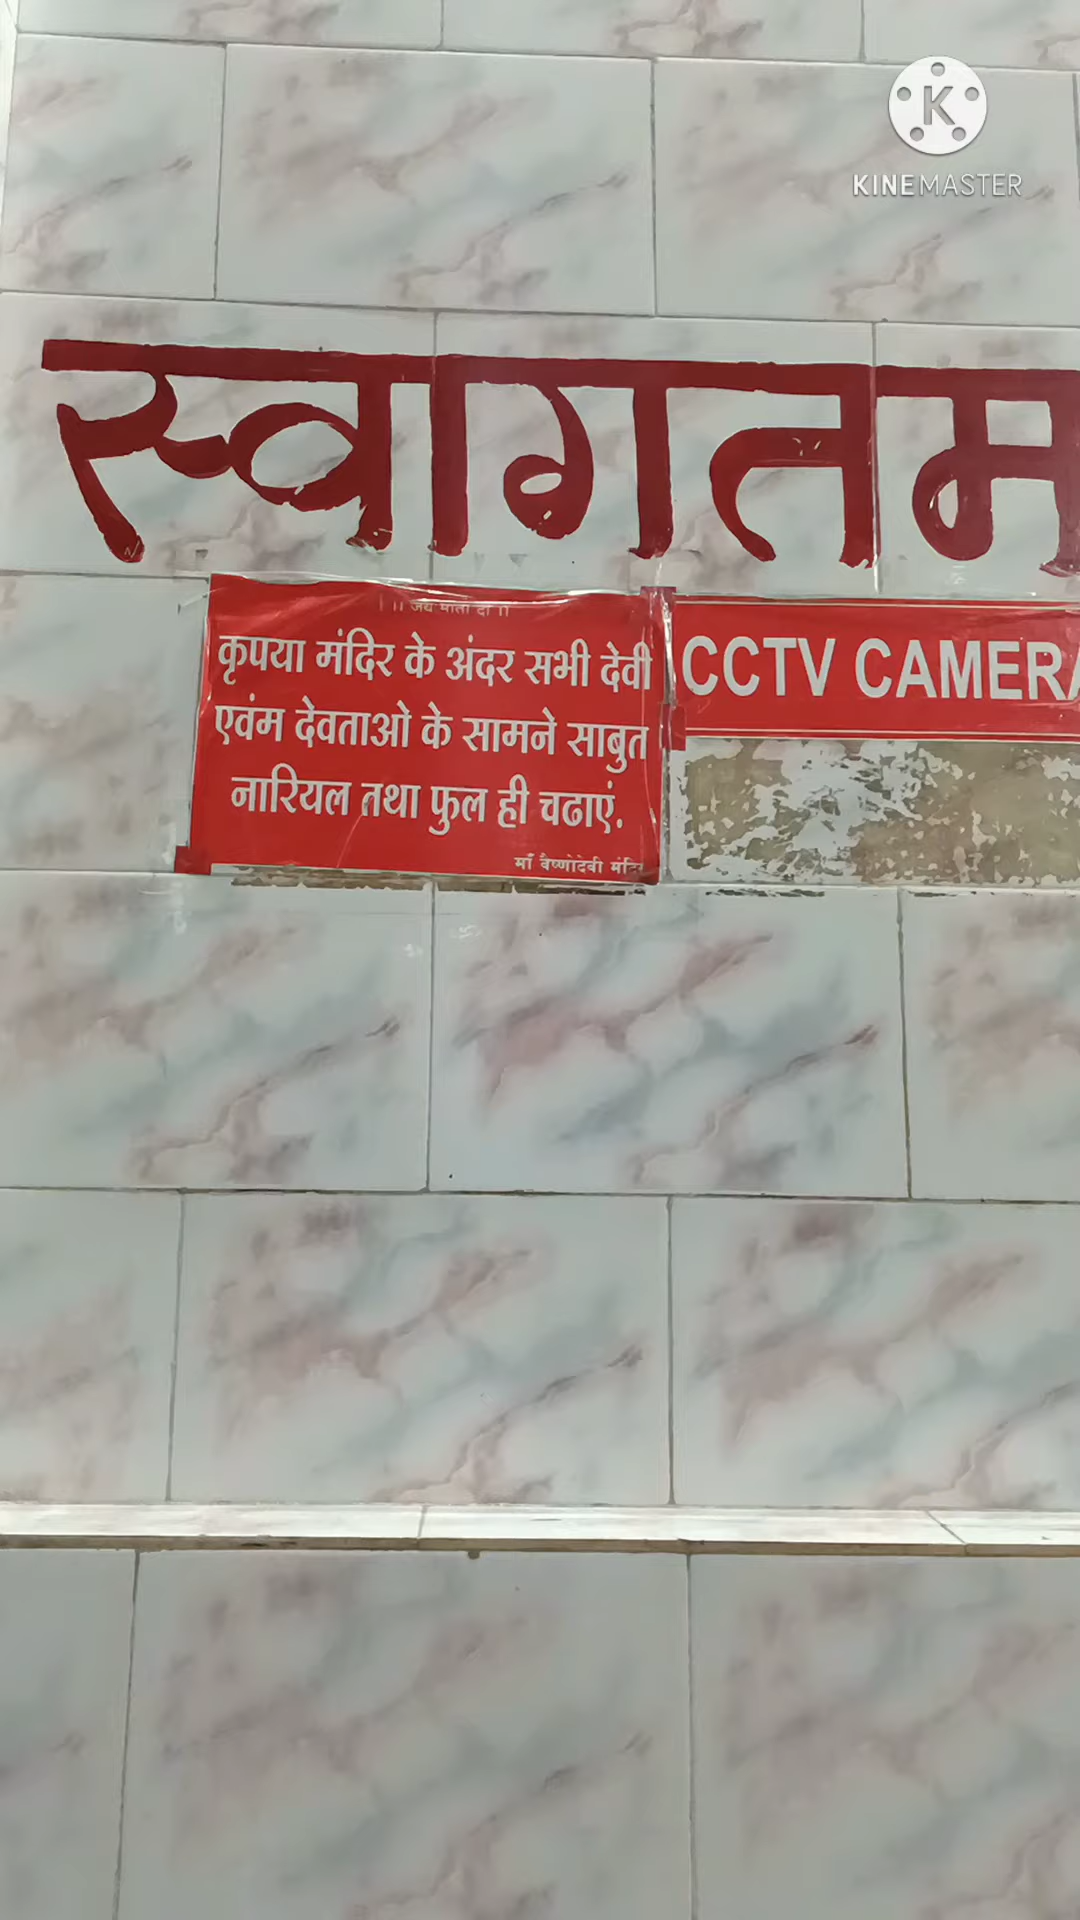 K
KINEMASTER
स्वागतम
|| जय माता दी ||
कृपया मंदिर के अंदर सभी देवी
एवंम देवताओ के सामने साबुत
नारियल तथा फुल ही चढाएं.
माँ वैष्णोदेवी मंदिर
CCTV CAMERA